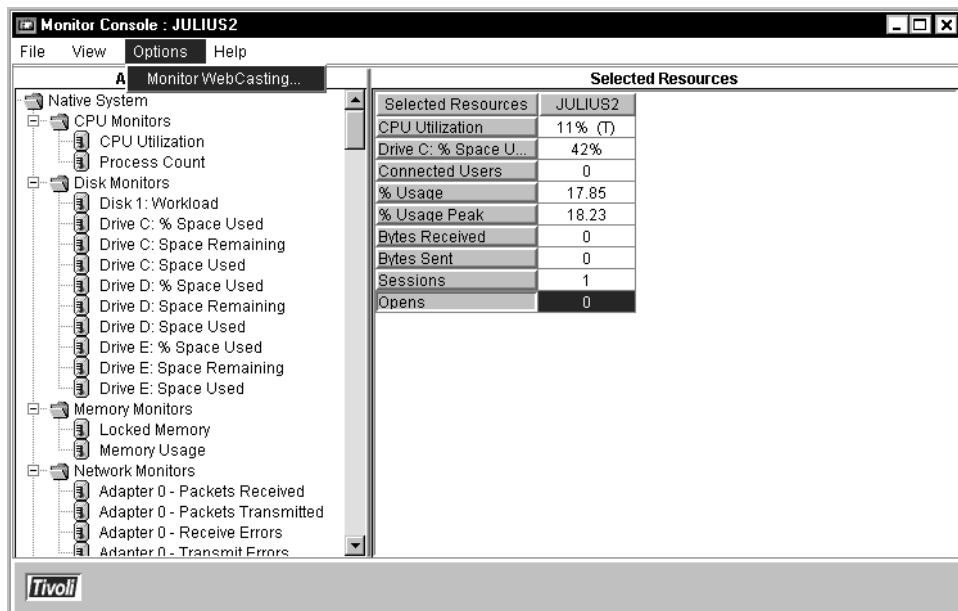 Monitor Console : JULIUS2
File View Options Help
Monitor WebCasting...
A
Selected Resources
Native System
CPU Monitors
CPU Utilization
Process Count
Disk Monitors
Disk 1: Workload
Drive C: % Space Used
Drive C: Space Remaining
Drive C: Space Used
Drive D: % Space Used
Drive D: Space Remaining
Drive D: Space Used
Drive E: % Space Used
Drive E: Space Remaining
Drive E: Space Used
Memory Monitors
Locked Memory
Memory Usage
Network Monitors
Adapter 0 - Packets Received
Adapter 0 - Packets Transmitted
Adapter 0 - Receive Errors
Adapter 0 - Transmit Errors
Selected Resources JULIUS2
CPU Utilization 11% (T)
Drive C: % Space U... 42%
Connected Users 0
% Usage 17.85
% Usage Peak 18.23
Bytes Received 0
Bytes Sent 0
Sessions 1
Opens 0
Tivoli